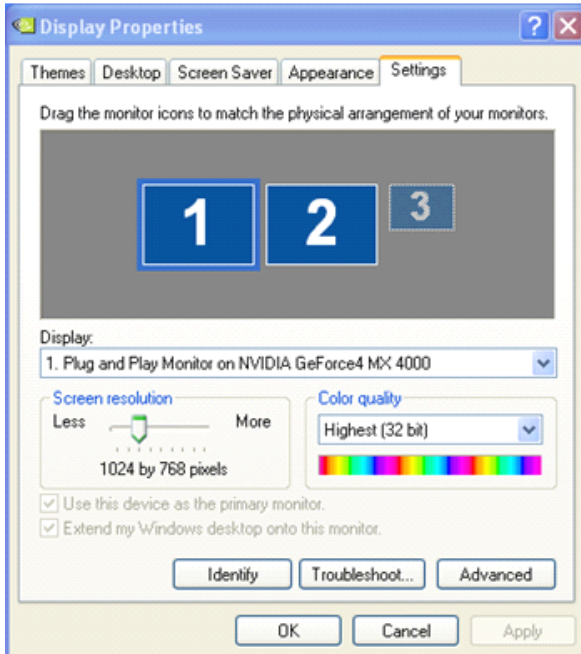 Display Properties
Themes Desktop Screen Saver Appearance Settings
Drag the monitor icons to match the physical arrangement of your monitors.
1 2 3
Display:
1. Plug and Play Monitor on NVIDIA GeForce4 MX 4000
Screen resolution
Less More
1024 by 768 pixels
Color quality
Highest (32 bit)
Use this device as the primary monitor.
Extend my Windows desktop onto this monitor.
Identify Troubleshoot... Advanced
OK Cancel Apply